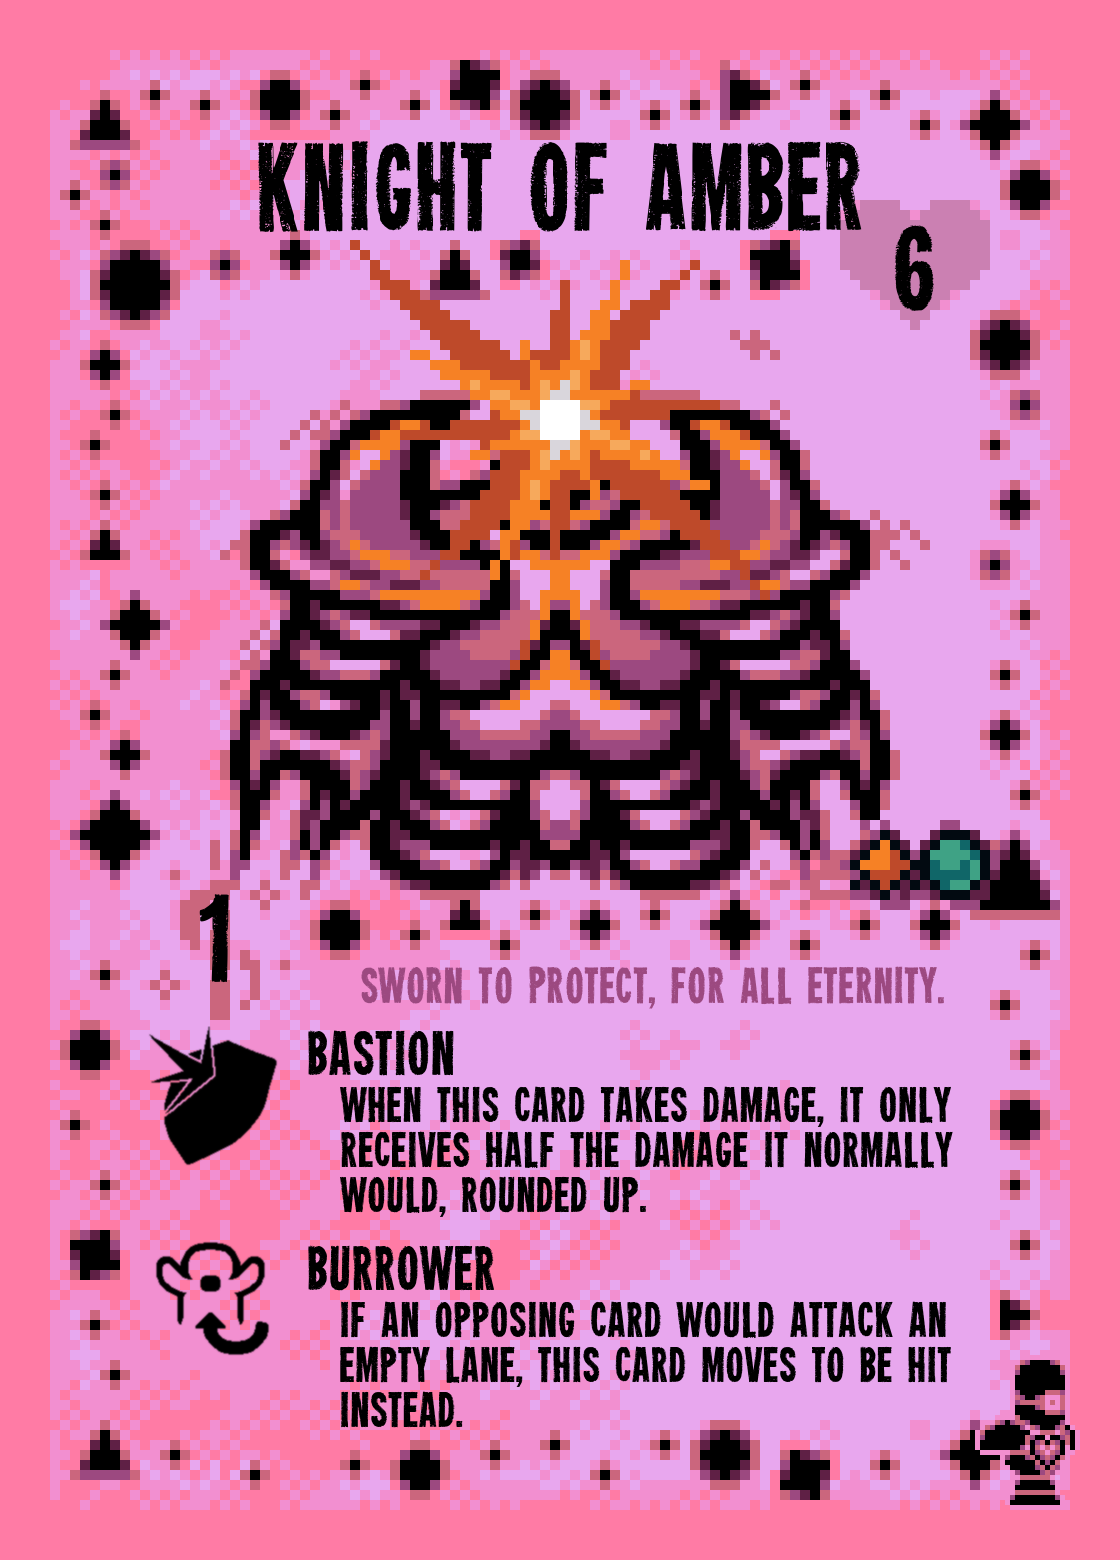 KNIGHT OF AMBER
6
1
SWORN TO PROTECT, FOR ALL ETERNITY.
BASTION
WHEN THIS CARD TAKES DAMAGE, IT ONLY
RECEIVES HALF THE DAMAGE IT NORMALLY
WOULD, ROUNDED UP.
BURROWER
IF AN OPPOSING CARD WOULD ATTACK AN
EMPTY LANE, THIS CARD MOVES TO BE HIT
INSTEAD.